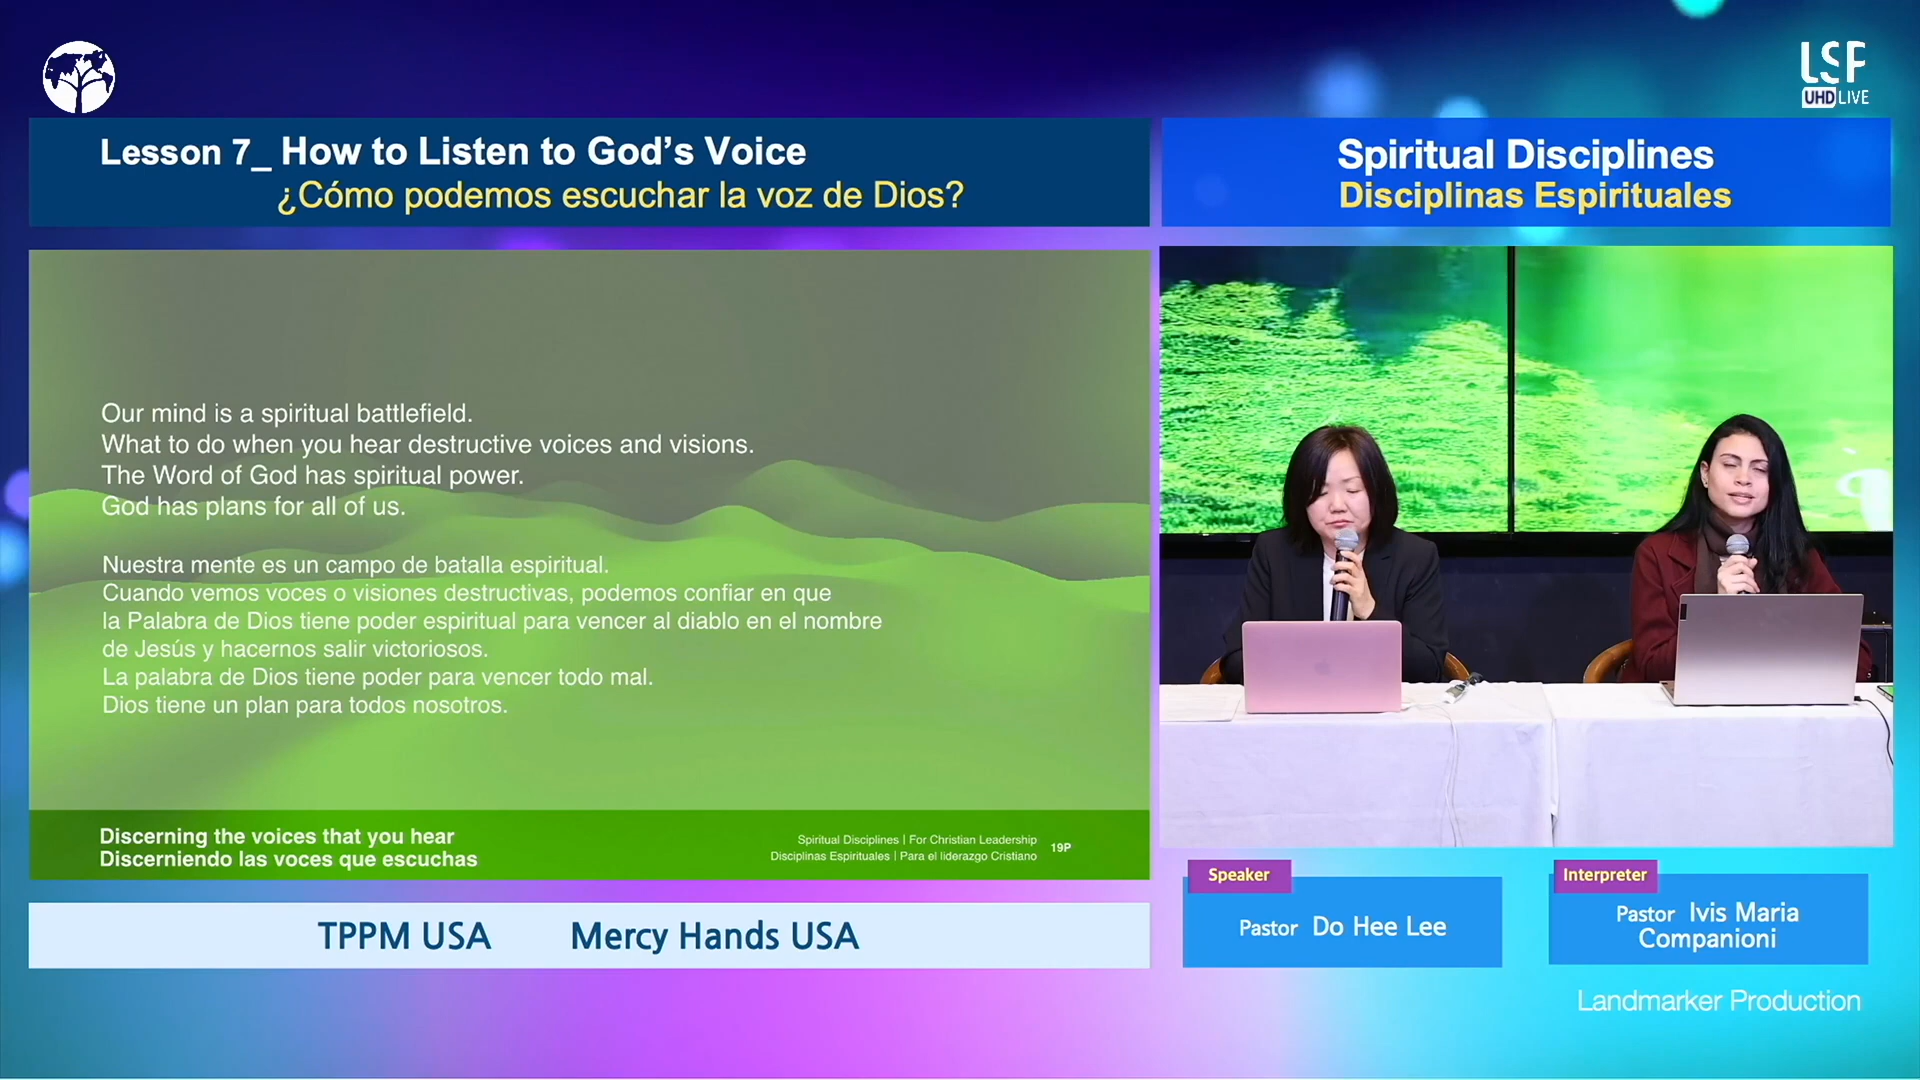 LSF
UHD LIVE
Lesson 7_ How to Listen to God's Voice
¿Cómo podemos escuchar la voz de Dios?
Spiritual Disciplines
Disciplinas Espirituales
Our mind is a spiritual battlefield.
What to do when you hear destructive voices and visions.
The Word of God has spiritual power.
God has plans for all of us.
Nuestra mente es un campo de batalla espiritual.
Cuando vemos voces o visiones destructivas, podemos confiar en que
la Palabra de Dios tiene poder espiritual para vencer al diablo en el nombre
de Jesús y hacernos salir victoriosos.
La palabra de Dios tiene poder para vencer todo mal.
Dios tiene un plan para todos nosotros.
Discerning the voices that you hear
Discerniendo las voces que escuchas
Spiritual Disciplines | For Christian Leadership
Disciplinas Espirituales | Para el liderazgo Cristiano
19P
TPPM USA Mercy Hands USA
Speaker
Pastor Do Hee Lee
Interpreter
Pastor Ivis Maria
Companioni
Landmarker Production